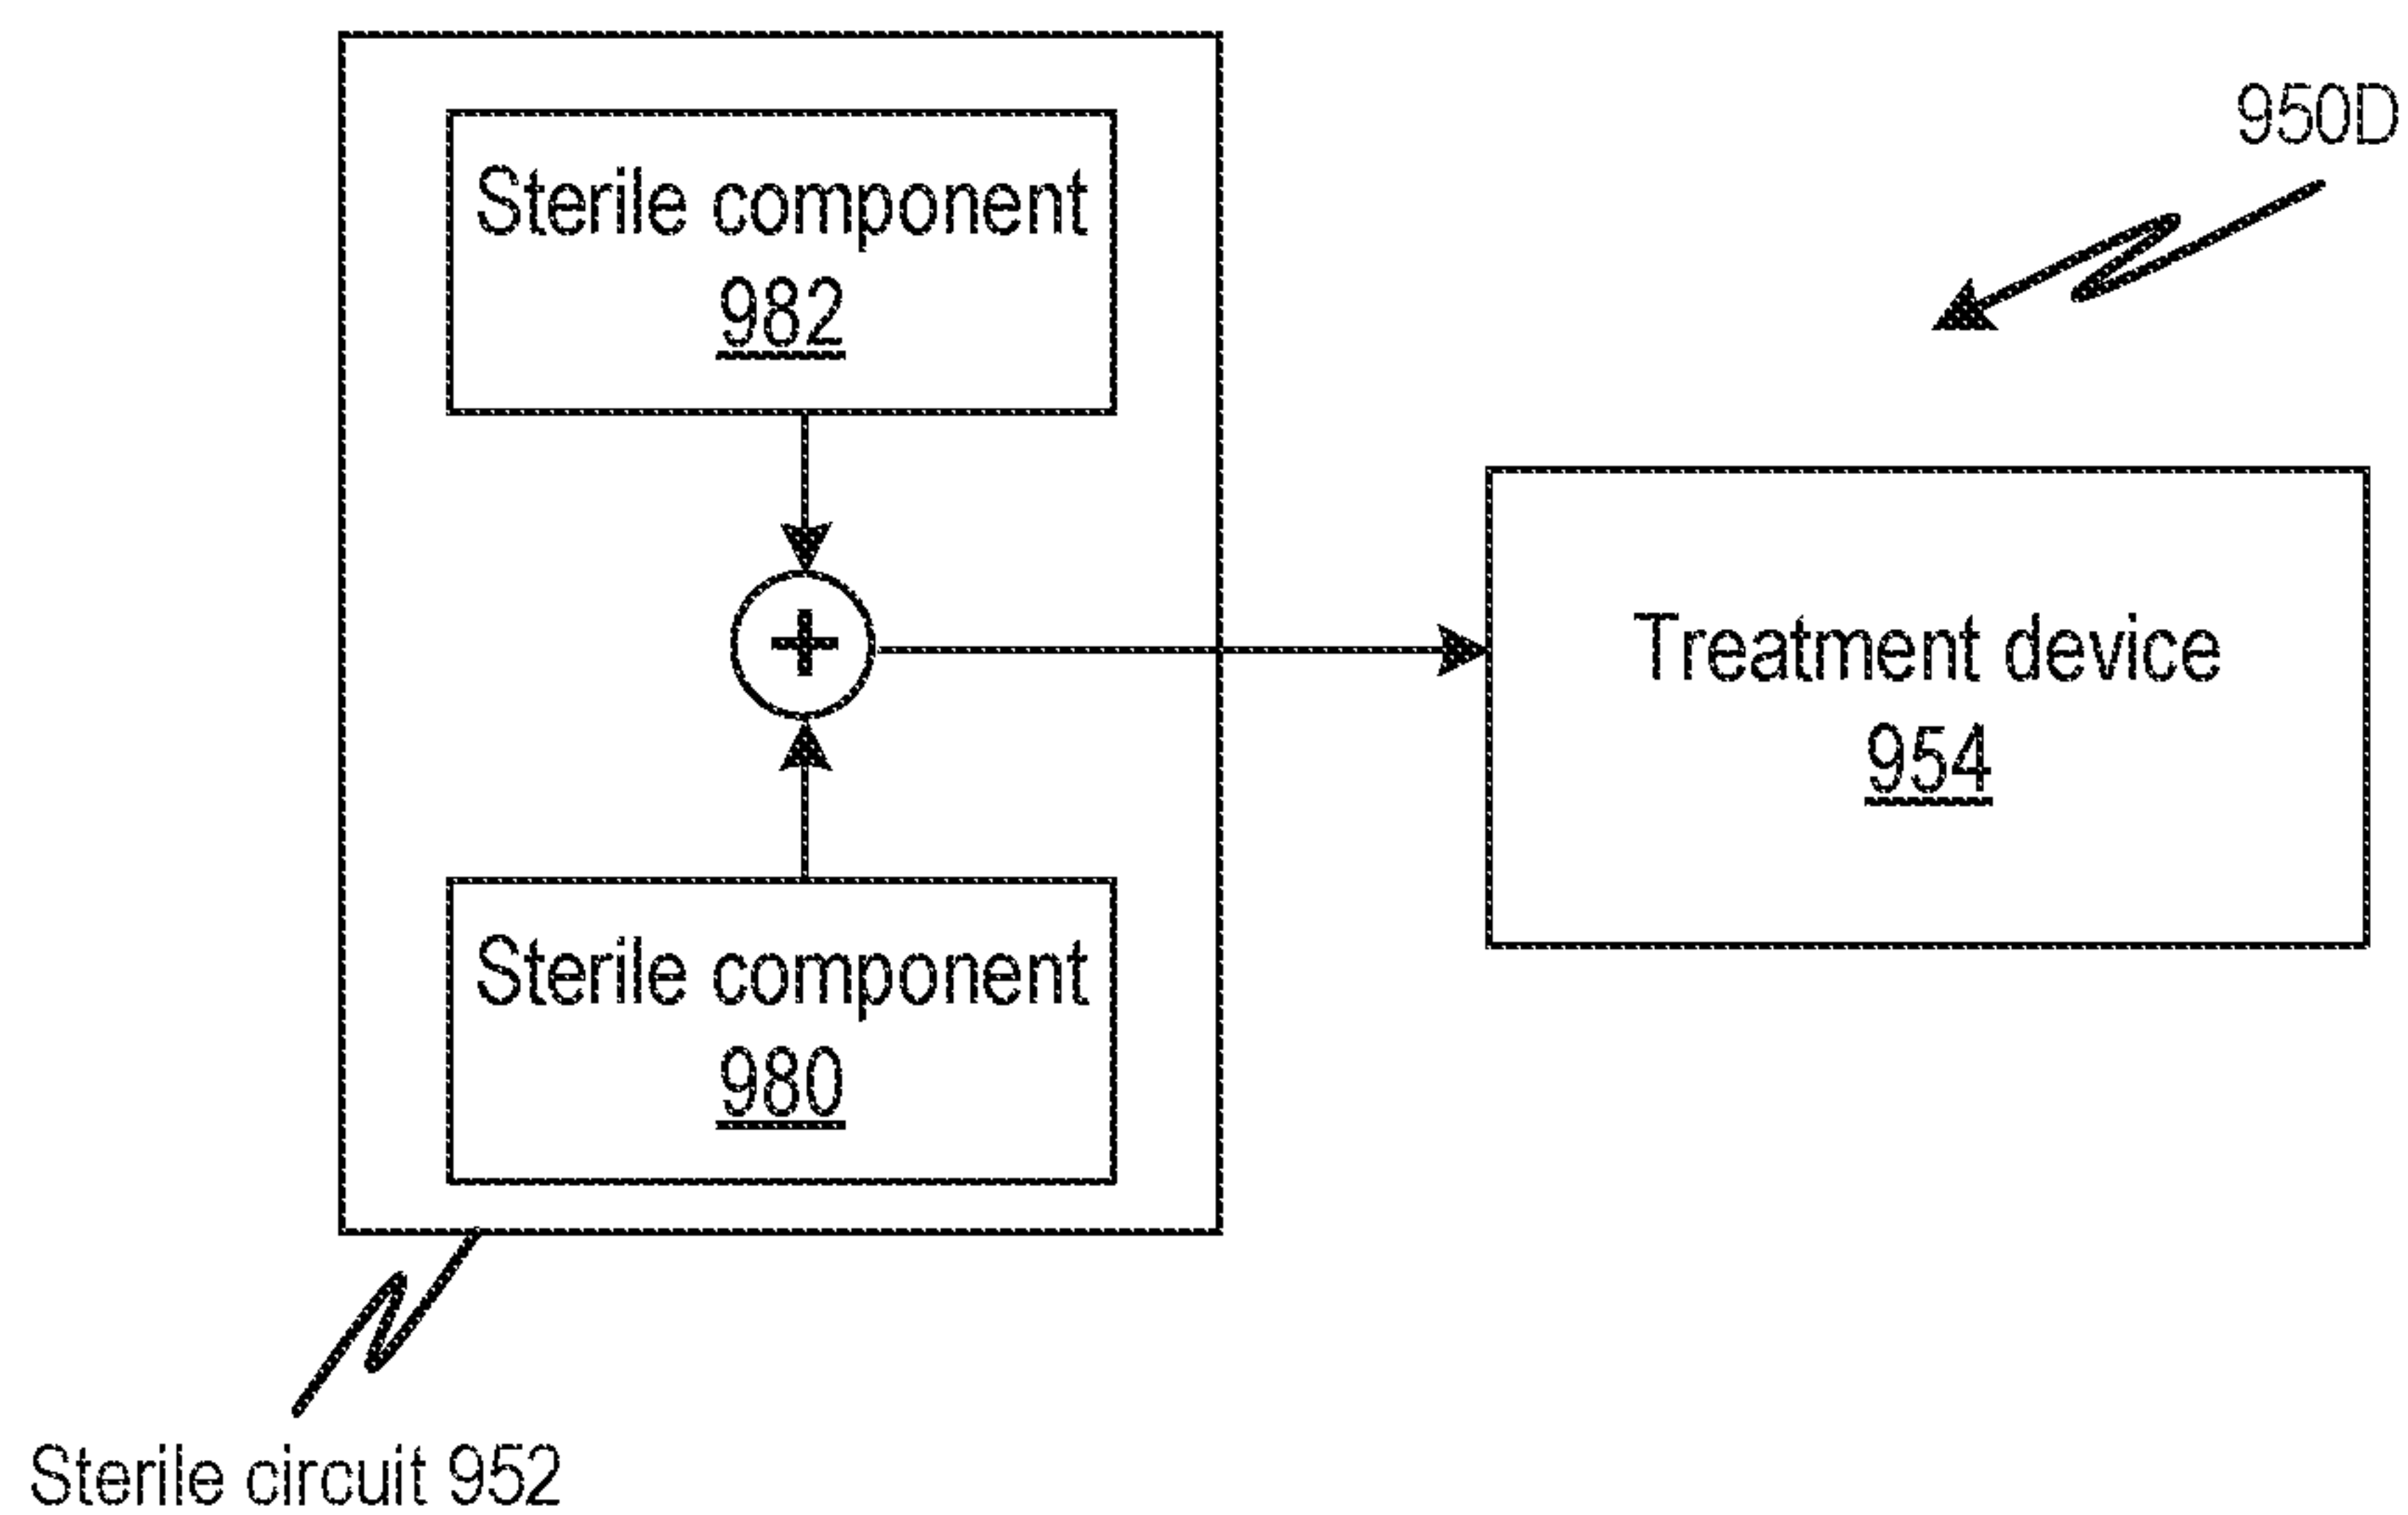 950D
Sterile component
982
+
Treatment device
954
Sterile component
980
Sterile circuit 952